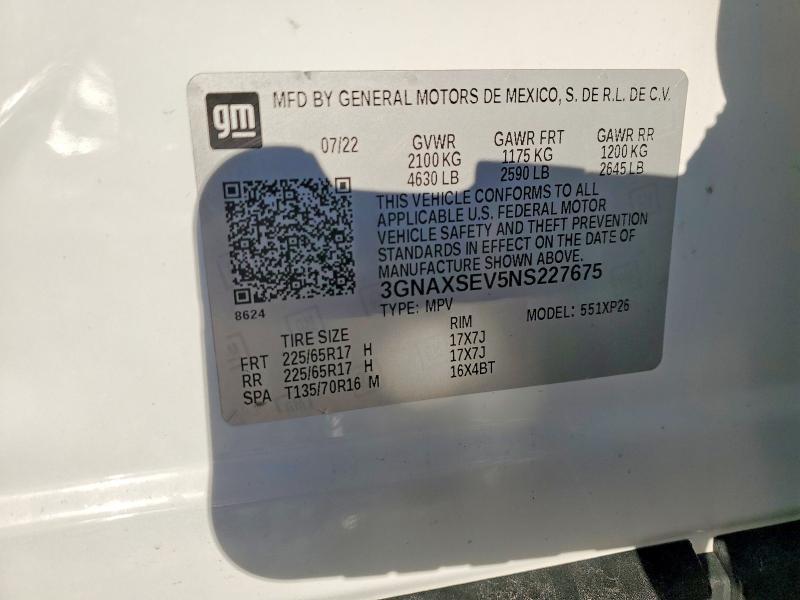 gm
MFD BY GENERAL MOTORS DE MEXICO, S. DE R.L. DE C.V.
07/22 GVWR GAWR FRT GAWR RR
2100 KG 1175 KG 1200 KG
4630 LB 2590 LB 2645 LB
THIS VEHICLE CONFORMS TO ALL
APPLICABLE U.S. FEDERAL MOTOR
VEHICLE SAFETY AND THEFT PREVENTION
STANDARDS IN EFFECT ON THE DATE OF
MANUFACTURE SHOWN ABOVE.
3GNAXSEV5NS227675
8624
TYPE: MPV MODEL: 551XP26
TIRE SIZE RIM
FRT 225/65R17 H 17X7J
RR 225/65R17 H 17X7J
SPA T135/70R16 M 16X4BT